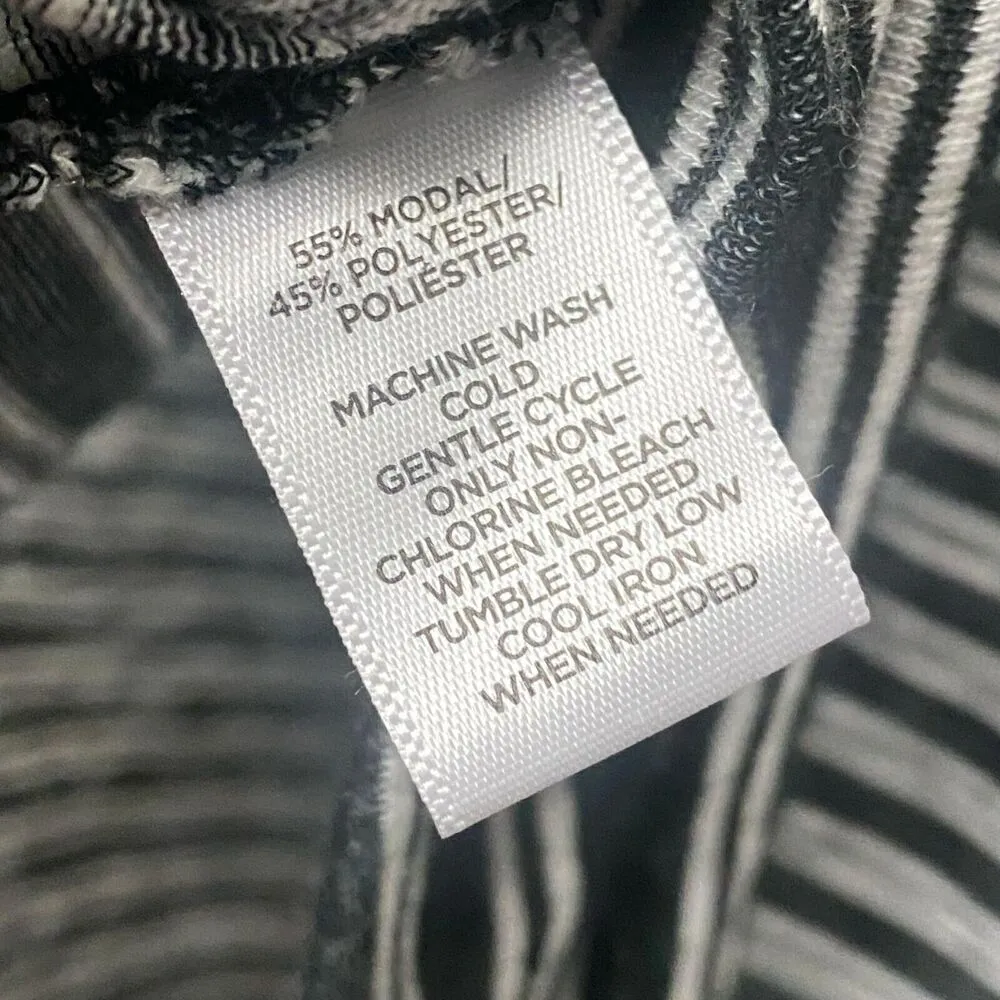 55% MODAL/
45% POLYESTER/
POLIÉSTER
MACHINE WASH
COLD
GENTLE CYCLE
ONLY NON-
CHLORINE BLEACH
WHEN NEEDED
TUMBLE DRY LOW
COOL IRON
WHEN NEEDED